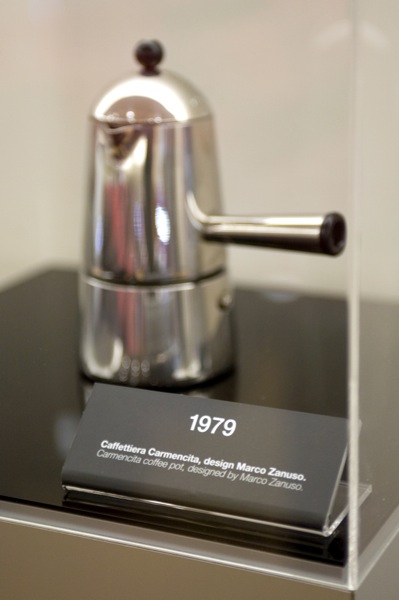 1979
Caffettiera Carmencita, design Marco Zanuso.
Carmencita coffee pot, designed by Marco Zanuso.